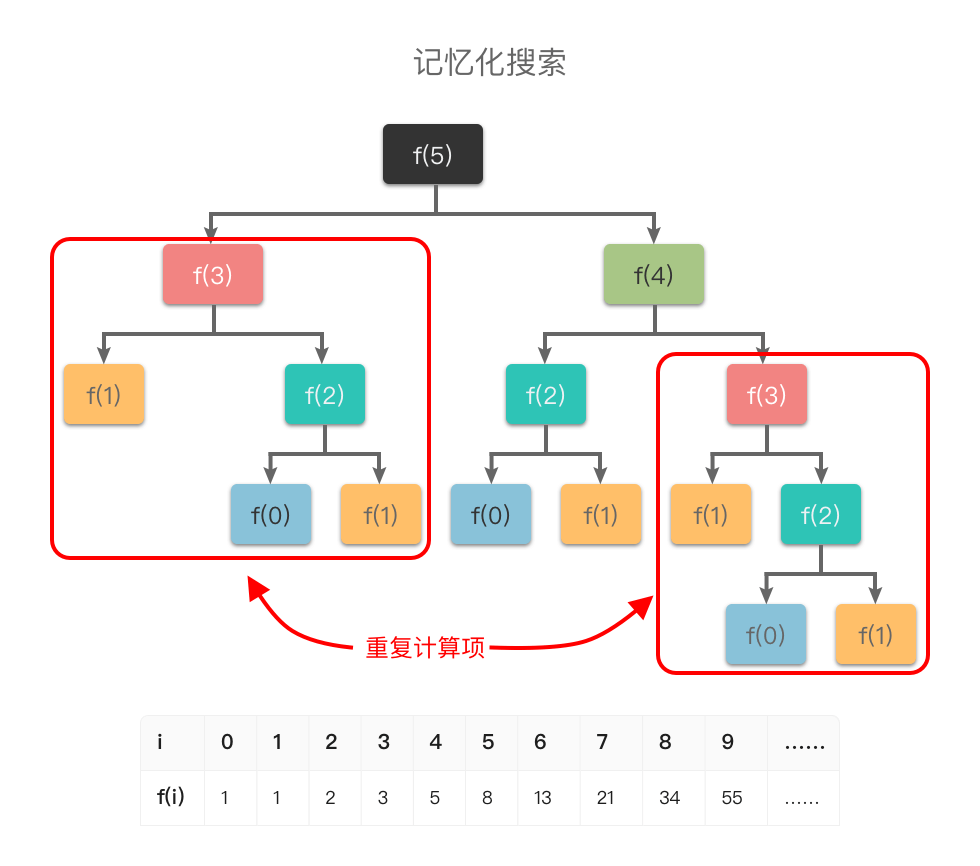 记忆化搜索
f(5)
f(3) f(4)
f(1) f(2) f(2) f(3)
f(0) f(1) f(0) f(1) f(1) f(2)
f(0) f(1)
重复计算项
i 0 1 2 3 4 5 6 7 8 9 ......
f(i) 1 1 2 3 5 8 13 21 34 55 ......